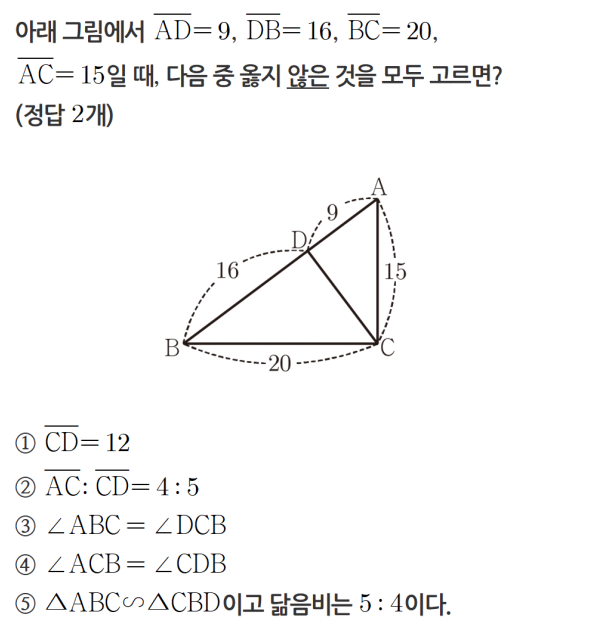 아래 그림에서 AD= 9, DB= 16, BC= 20,
AC= 15일 때, 다음 중 옳지 않은 것을 모두 고르면?
(정답 2개)
A
9
D
16
15
B
C
20
① CD= 12
② AC: CD= 4 : 5
③ ∠ABC = ∠DCB
④ ∠ACB = ∠CDB
⑤ △ABC∽△CBD이고 닮음비는 5 : 4이다.